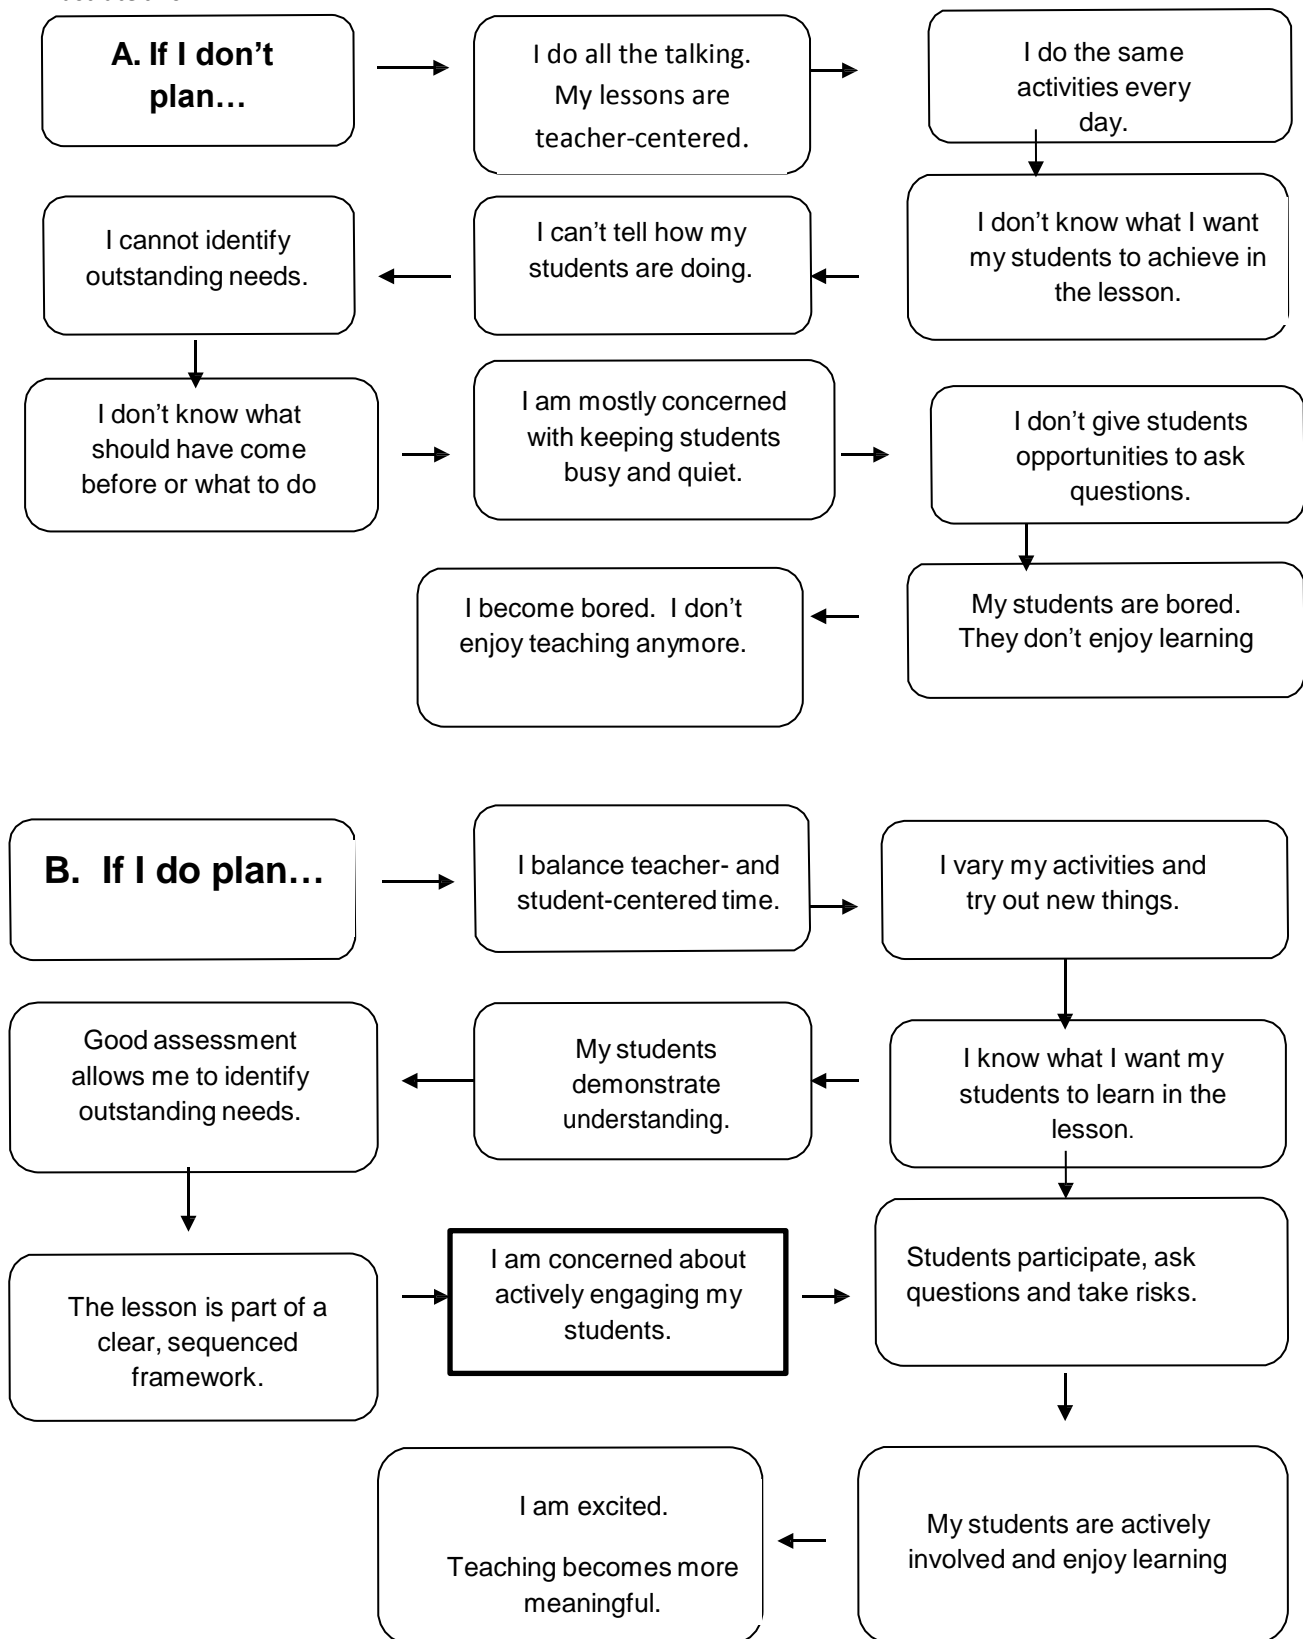 A. If I don’t
plan…
I do all the talking.
My lessons are
teacher-centered.
I do the same
activities every
day.
I don’t know what I want
my students to achieve in
the lesson.
I can’t tell how my
students are doing.
I cannot identify
outstanding needs.
I don’t know what
should have come
before or what to do
I am mostly concerned
with keeping students
busy and quiet.
I don’t give students
opportunities to ask
questions.
My students are bored.
They don’t enjoy learning
I become bored. I don’t
enjoy teaching anymore.
B. If I do plan…
I balance teacher- and
student-centered time.
I vary my activities and
try out new things.
I know what I want my
students to learn in the
lesson.
My students
demonstrate
understanding.
Good assessment
allows me to identify
outstanding needs.
The lesson is part of a
clear, sequenced
framework.
I am concerned about
actively engaging my
students.
Students participate, ask
questions and take risks.
My students are actively
involved and enjoy learning
I am excited.
Teaching becomes more
meaningful.